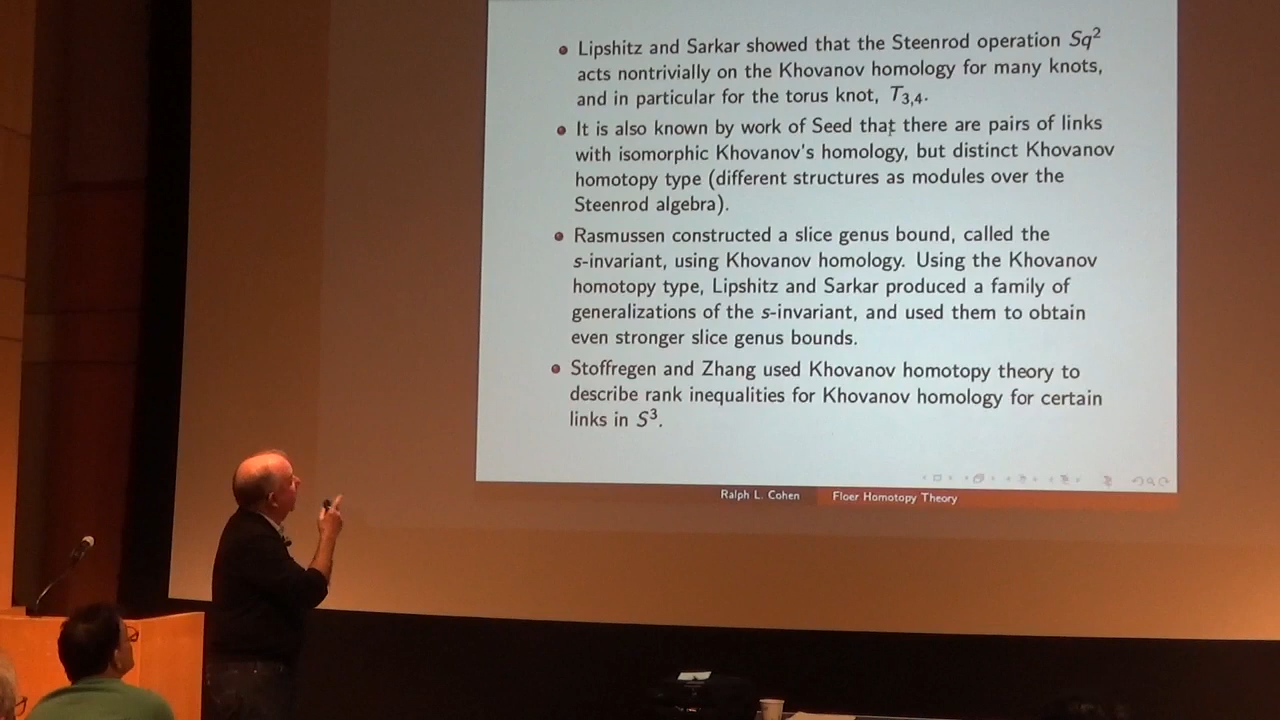 Lipshitz and Sarkar showed that the Steenrod operation Sq²
acts nontrivially on the Khovanov homology for many knots,
and in particular for the torus knot, T₃,₄.
It is also known by work of Seed that there are pairs of links
with isomorphic Khovanov's homology, but distinct Khovanov
homotopy type (different structures as modules over the
Steenrod algebra).
Rasmussen constructed a slice genus bound, called the
s-invariant, using Khovanov homology. Using the Khovanov
homotopy type, Lipshitz and Sarkar produced a family of
generalizations of the s-invariant, and used them to obtain
even stronger slice genus bounds.
Stoffregen and Zhang used Khovanov homotopy theory to
describe rank inequalities for Khovanov homology for certain
links in S³.
Ralph L. Cohen Floer Homotopy Theory